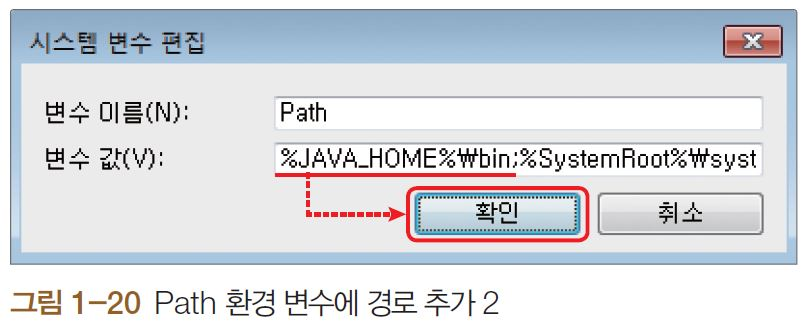 시스템 변수 편집
변수 이름(N): Path
변수 값(V): %JAVA_HOME%₩bin;%SystemRoot%₩syst
확인 취소
그림 1-20 Path 환경 변수에 경로 추가 2